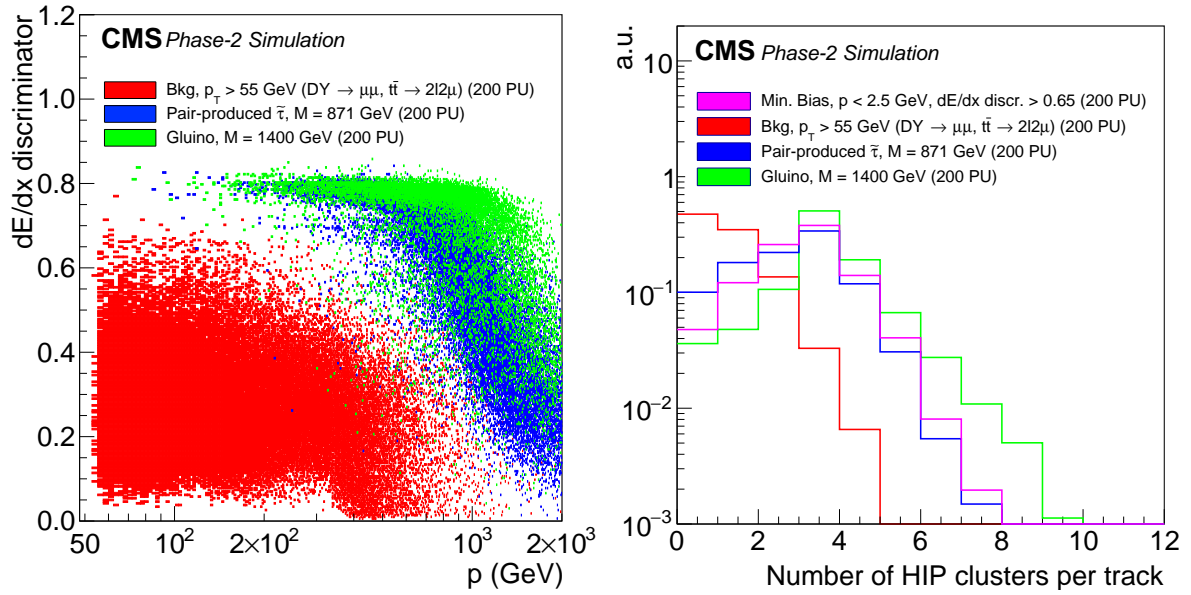 CMS Phase-2 Simulation
Bkg, p_T > 55 GeV (DY → μμ, tt̄ → 2l2μ) (200 PU)
Pair-produced τ̃, M = 871 GeV (200 PU)
Gluino, M = 1400 GeV (200 PU)
dE/dx discriminator
1.2
1.0
0.8
0.6
0.4
0.2
0.0
50
10²
2×10²
10³
2×10³
p (GeV)
CMS Phase-2 Simulation
Min. Bias, p < 2.5 GeV, dE/dx discr. > 0.65 (200 PU)
Bkg, p_T > 55 GeV (DY → μμ, tt̄ → 2l2μ) (200 PU)
Pair-produced τ̃, M = 871 GeV (200 PU)
Gluino, M = 1400 GeV (200 PU)
a.u.
10
1
10⁻¹
10⁻²
10⁻³
0
2
4
6
8
10
12
Number of HIP clusters per track